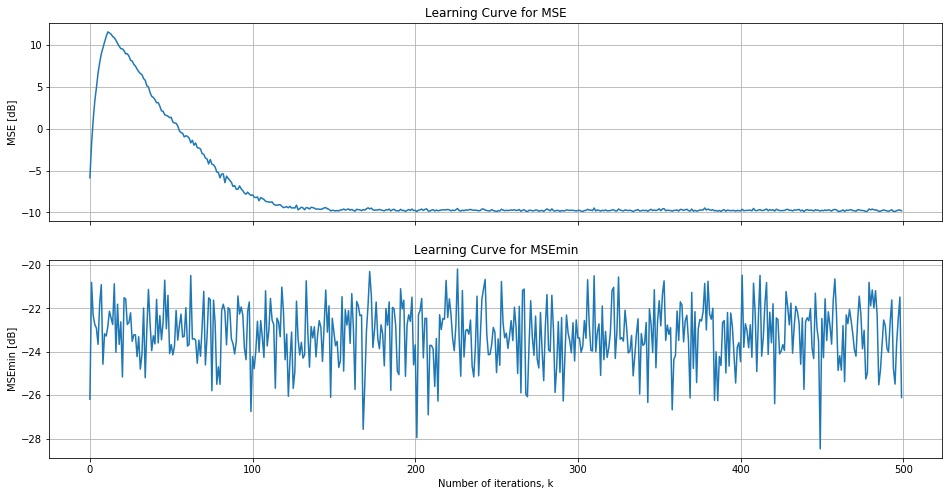 Learning Curve for MSE
MSE [dB]
10
5
0
−5
−10
Learning Curve for MSEmin
MSEmin [dB]
−20
−22
−24
−26
−28
0 100 200 300 400 500
Number of iterations, k